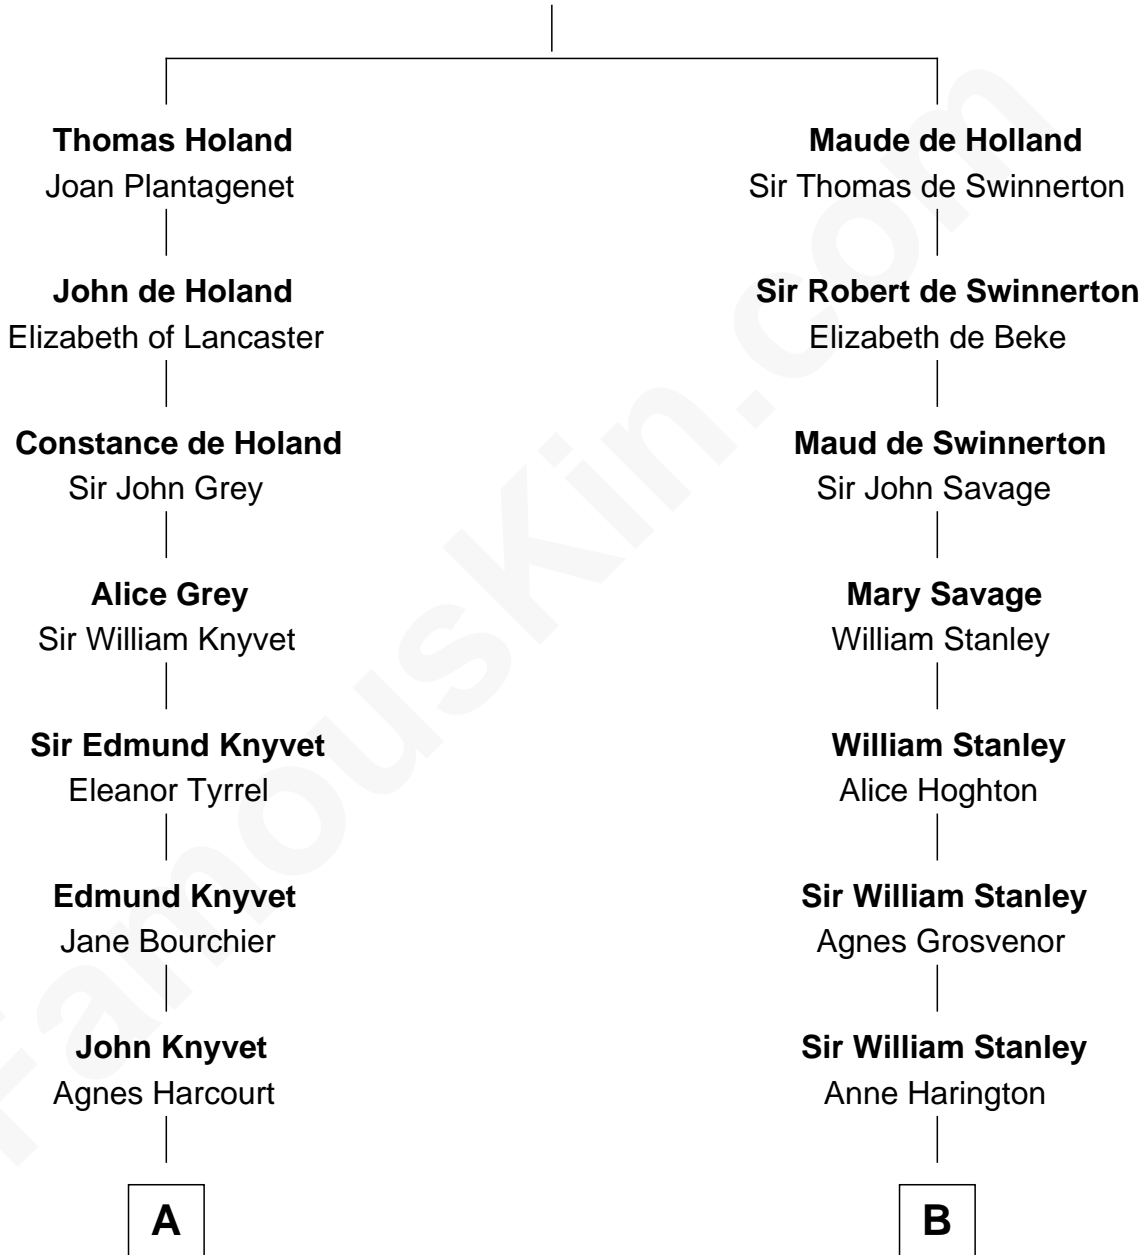 Thomas Holand
Joan Plantagenet
John de Holand
Elizabeth of Lancaster
Constance de Holand
Sir John Grey
Alice Grey
Sir William Knyvet
Sir Edmund Knyvet
Eleanor Tyrrel
Edmund Knyvet
Jane Bourchier
John Knyvet
Agnes Harcourt
A
Maude de Holland
Sir Thomas de Swinnerton
Sir Robert de Swinnerton
Elizabeth de Beke
Maud de Swinnerton
Sir John Savage
Mary Savage
William Stanley
William Stanley
Alice Hoghton
Sir William Stanley
Agnes Grosvenor
Sir William Stanley
Anne Harington
B
FamousKin.com